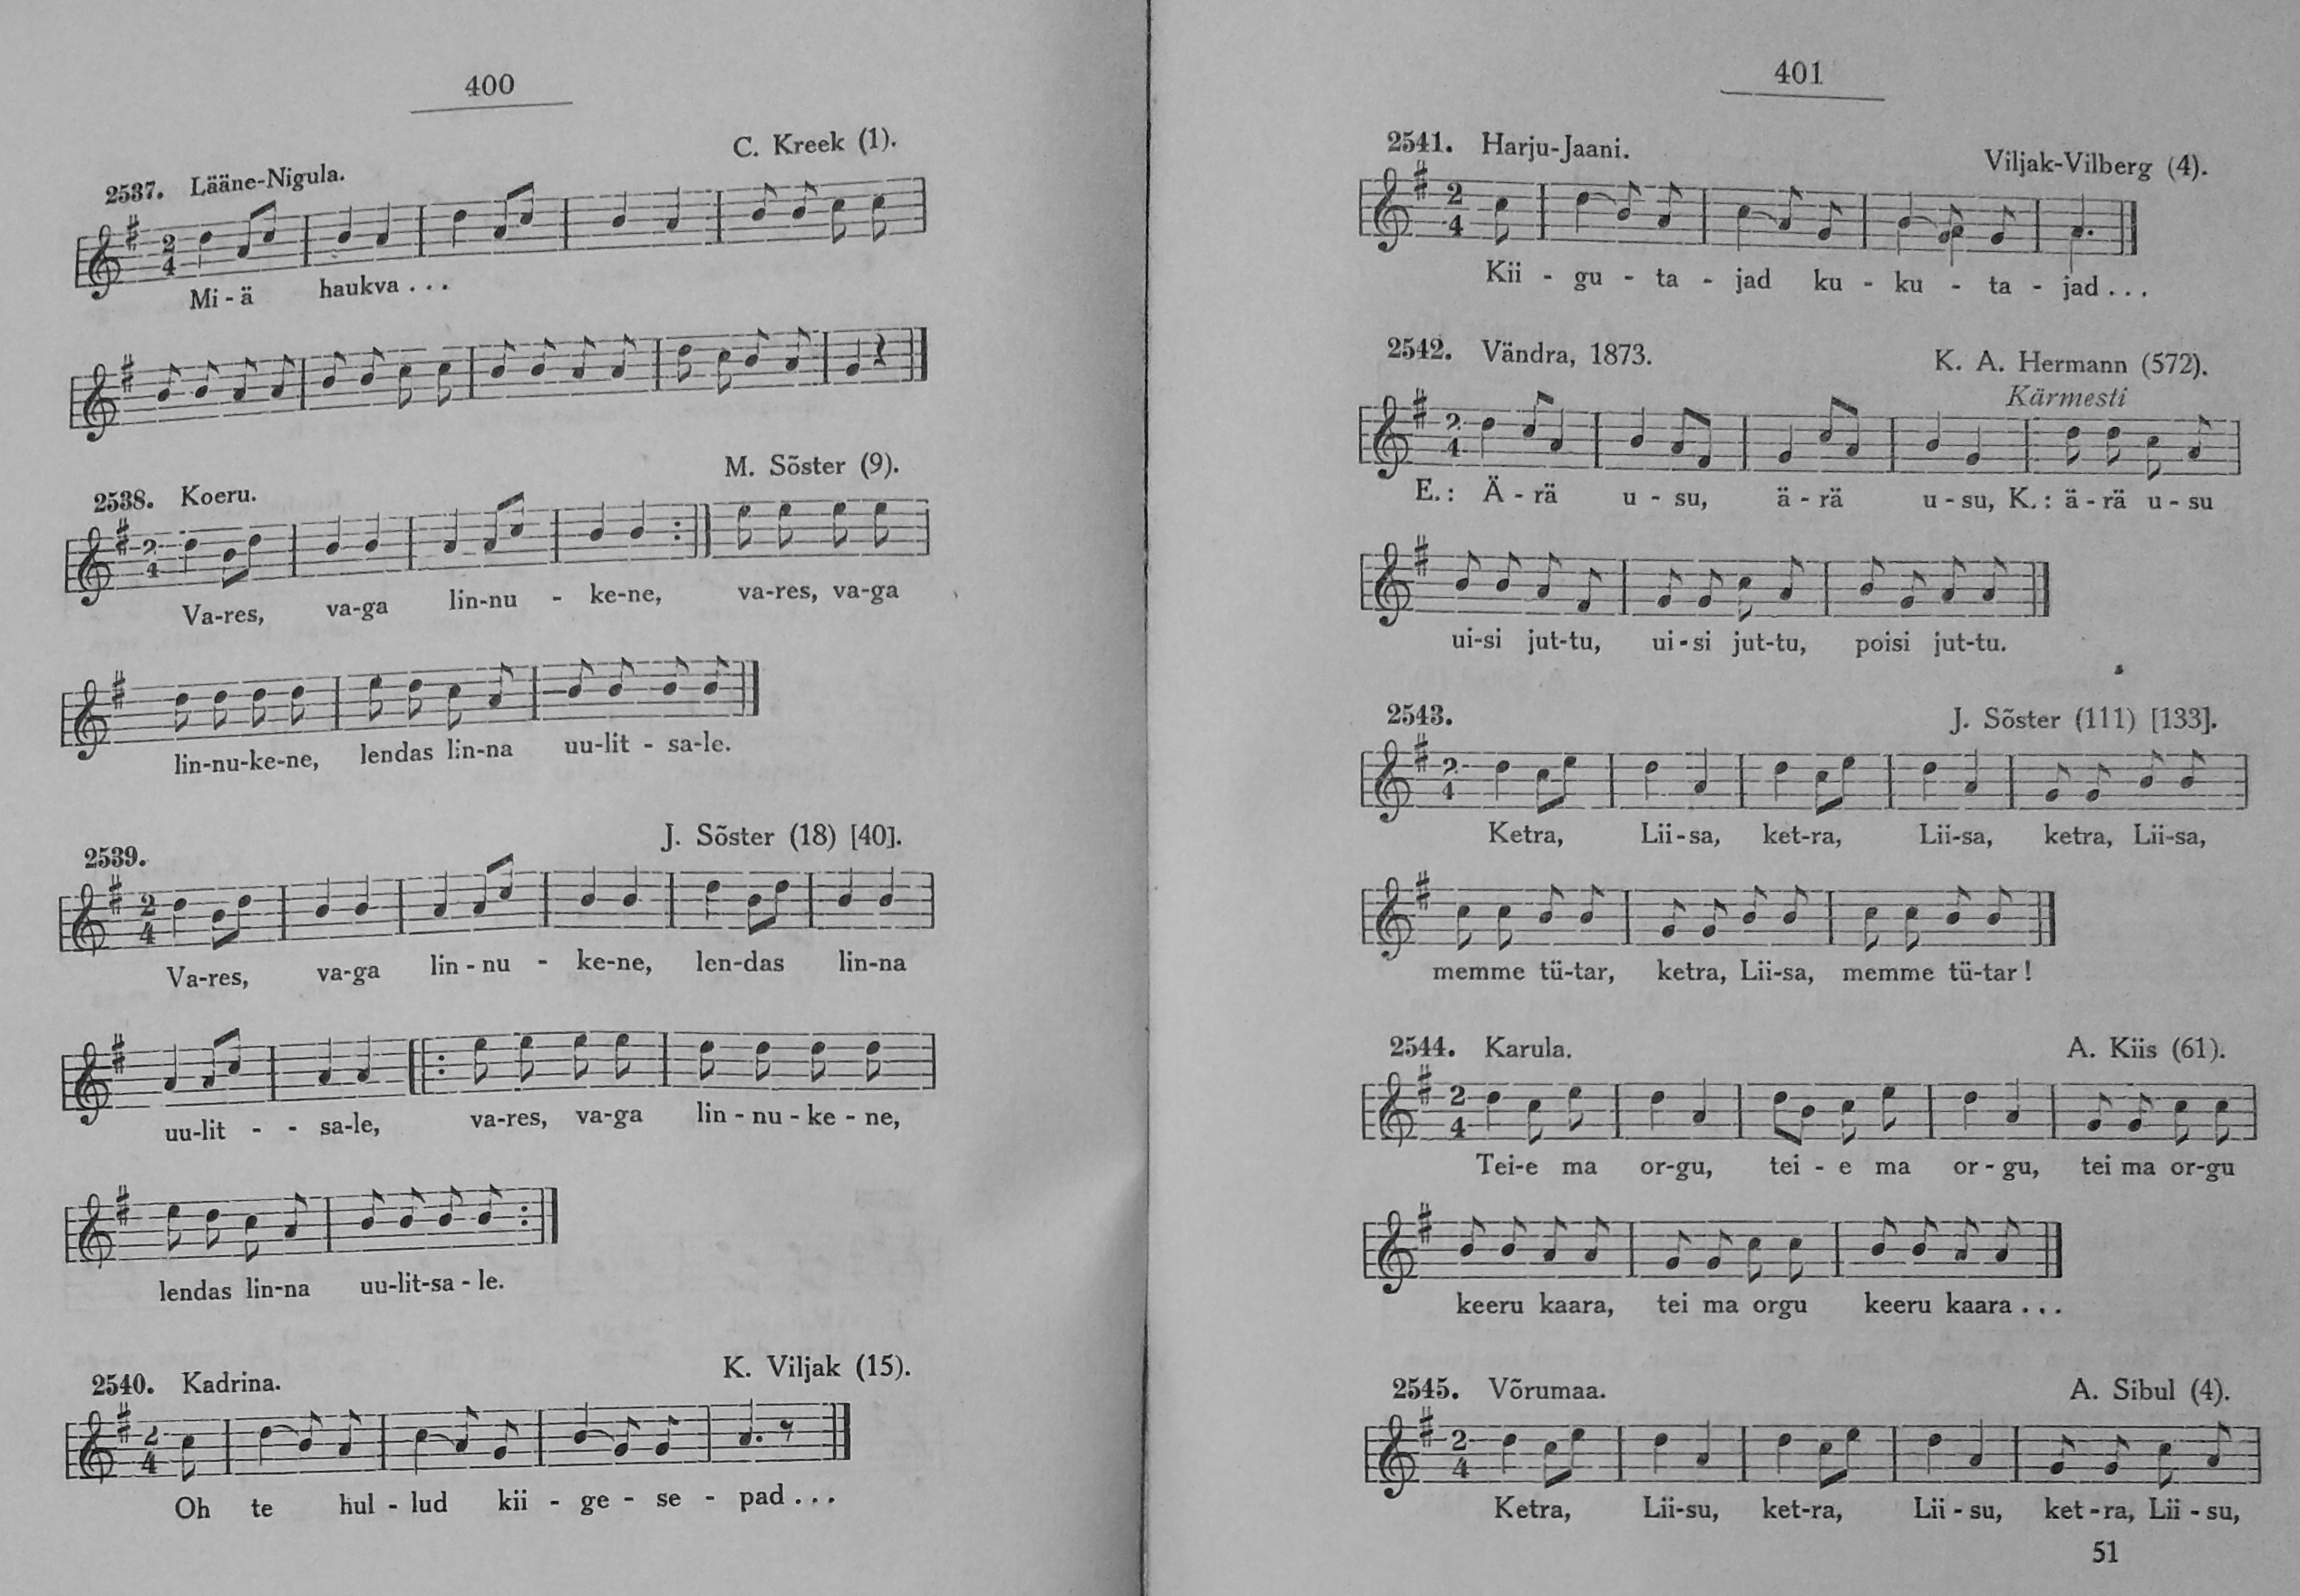 400
C. Kreek (1).
2537. Lääne-Nigula.
2
4
Mi - ä haukva . . .
M. Sõster (9).
2538. Koeru.
2
4
Va-res, va-ga lin-nu - ke-ne, va-res, va-ga
lin-nu-ke-ne, lendas lin-na uu-lit - sa-le.
J. Sõster (18) [40].
2539.
2
4
Va-res, va-ga lin - nu - ke-ne, len-das lin-na
uu-lit - - sa-le, va-res, va-ga lin - nu - ke - ne,
lendas lin-na uu-lit-sa - le.
K. Viljak (15).
2540. Kadrina.
2
4
Oh te hul - lud kii - ge - se - pad . . .
401
2541. Harju-Jaani.
Viljak-Vilberg (4).
2
4
Kii - gu - ta - jad ku - ku - ta - jad . . .
2542. Vändra, 1873.
K. A. Hermann (572).
Kärmesti
2
4
E.: Ä - rä u - su, ä - rä u - su, K.: ä - rä u - su
ui-si jut-tu, ui - si jut-tu, poisi jut-tu.
2543.
J. Sõster (111) [133].
2
4
Ketra, Lii - sa, ket-ra, Lii-sa, ketra, Lii-sa,
memme tü-tar, ketra, Lii-sa, memme tü-tar !
2544. Karula.
A. Kiis (61).
2
4
Tei-e ma or-gu, tei - e ma or - gu, tei ma or-gu
keeru kaara, tei ma orgu keeru kaara . . .
2545. Võrumaa.
A. Sibul (4).
2
4
Ketra, Lii-su, ket-ra, Lii - su, ket - ra, Lii - su,
51